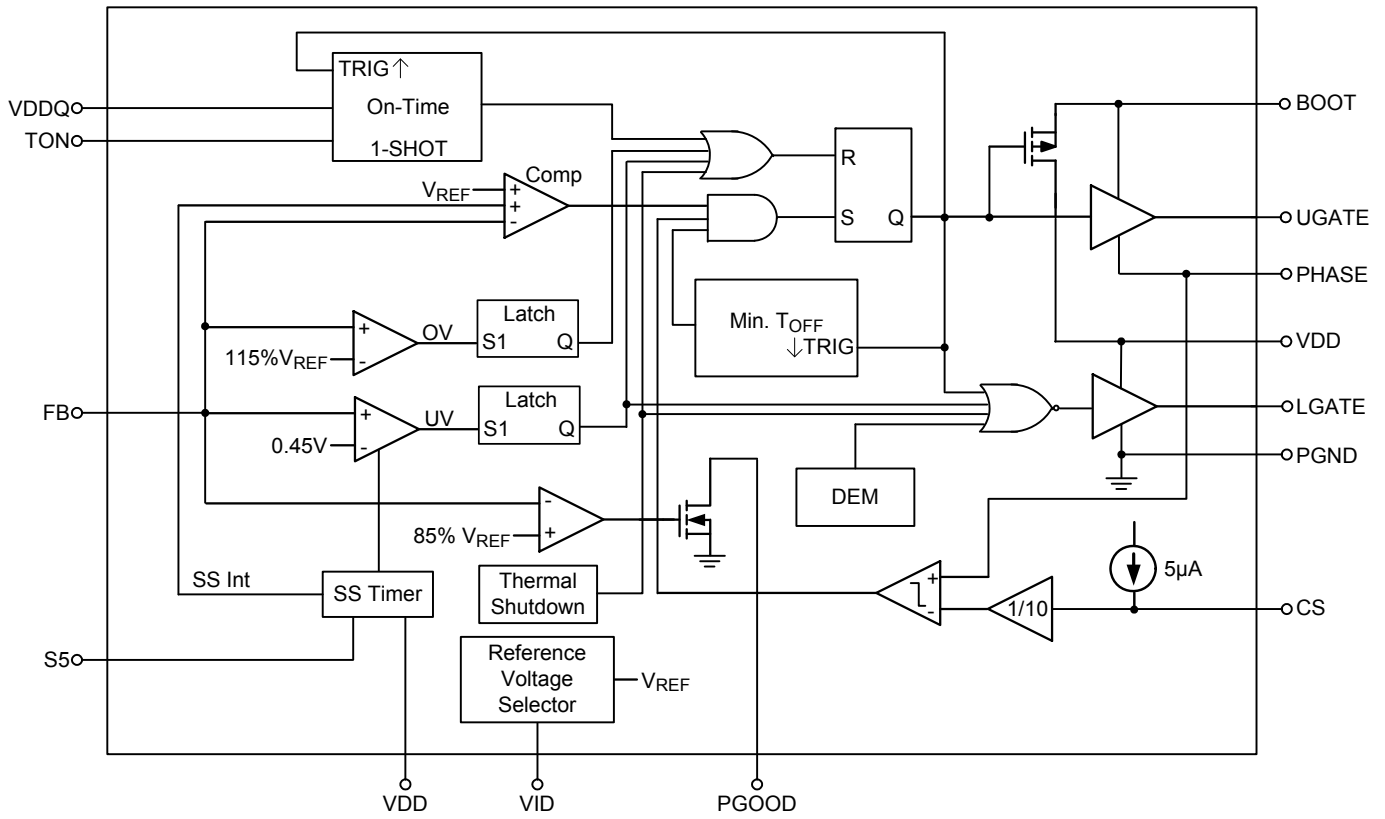 TRIG↑
On-Time
1-SHOT
VDDQ
TON
VREF
+
+
-
Comp
R
S
Q
BOOT
UGATE
PHASE
VDD
LGATE
PGND
Min. TOFF
↓TRIG
+
-
115%VREF
OV
Latch
S1
Q
FB
+
-
0.45V
UV
Latch
S1
Q
DEM
-
+
85% VREF
SS Int
SS Timer
Thermal
Shutdown
+
-
1/10
5µA
CS
S5
Reference
Voltage
Selector
VREF
VDD
VID
PGOOD